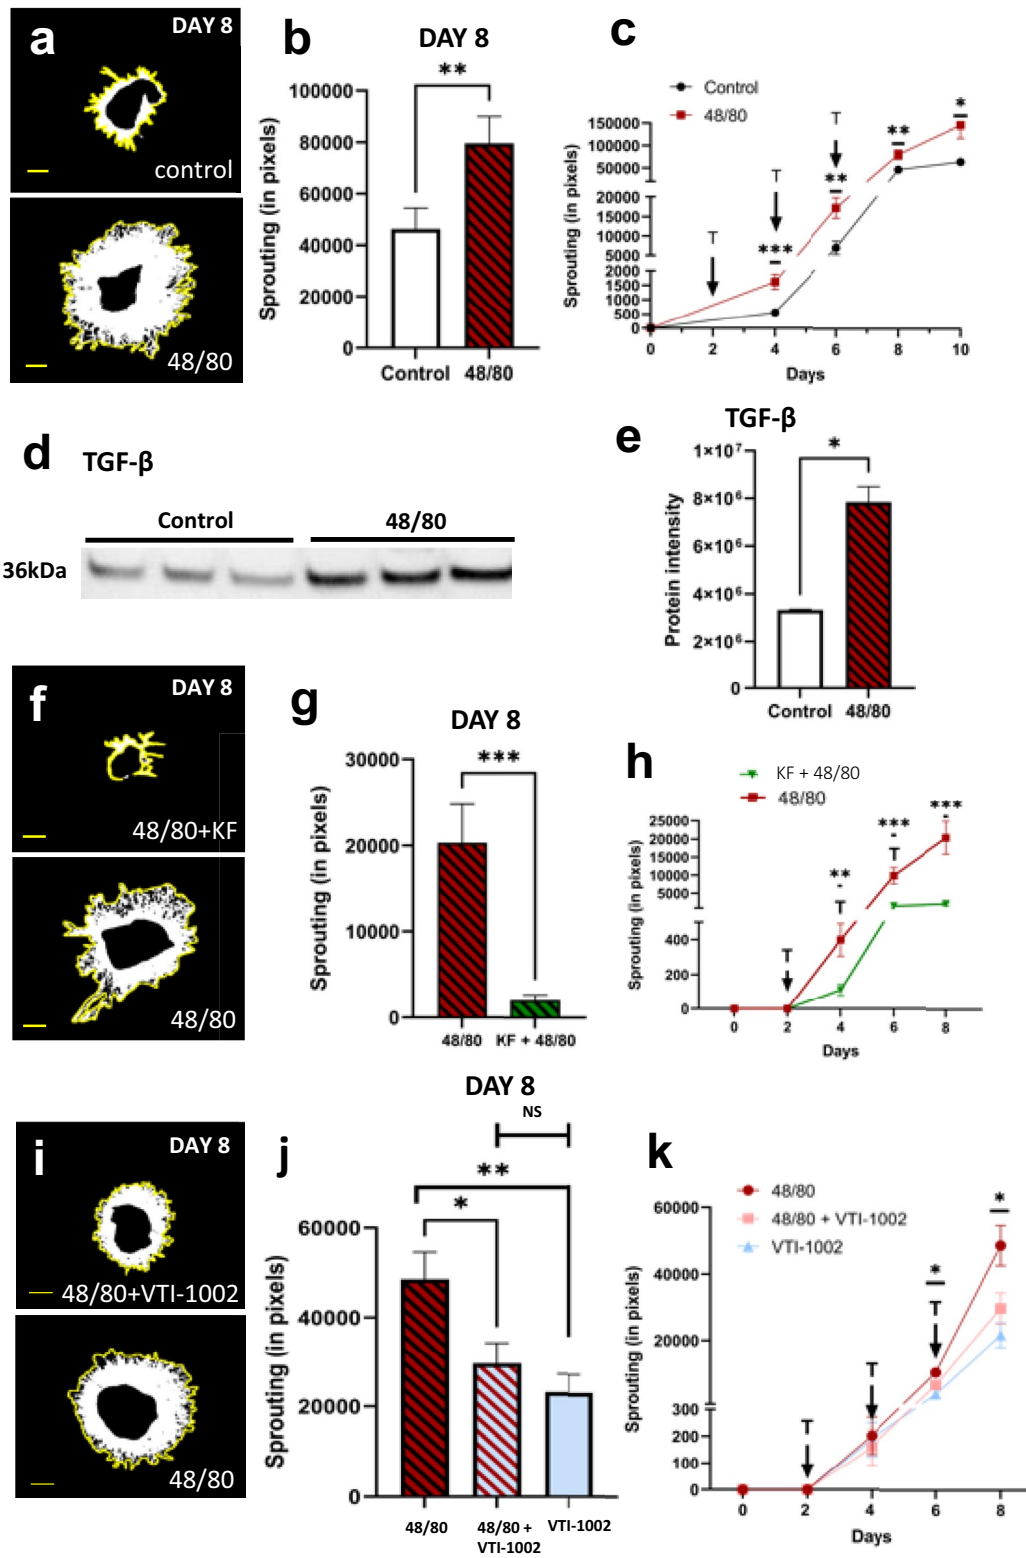 a
DAY 8
control
48/80
b
DAY 8
**
Sprouting (in pixels)
100000
80000
60000
40000
20000
0
Control 48/80
c
Control
48/80
Sprouting (in pixels)
150000
100000
50000
20000
15000
10000
5000
2000
1500
1000
500
0
T
T
T
***
**
**
*
0 2 4 6 8 10
Days
d
TGF-β
Control 48/80
36kDa
e
TGF-β
*
Protein intensity
1×10⁷
8×10⁶
6×10⁶
4×10⁶
2×10⁶
0
Control 48/80
f
DAY 8
48/80+KF
48/80
g
DAY 8
***
Sprouting (in pixels)
30000
20000
10000
0
48/80 KF + 48/80
h
KF + 48/80
48/80
Sprouting (in pixels)
25000
20000
15000
10000
5000
400
200
0
T
**
T
***
T
***
0 2 4 6 8
Days
i
DAY 8
48/80+VTI-1002
48/80
j
DAY 8
NS
**
*
Sprouting (in pixels)
60000
40000
20000
0
48/80
48/80 +
VTI-1002
VTI-1002
k
48/80
48/80 + VTI-1002
VTI-1002
Sprouting (in pixels)
60000
40000
20000
300
200
100
0
T
T
*
T
*
0 2 4 6 8
Days